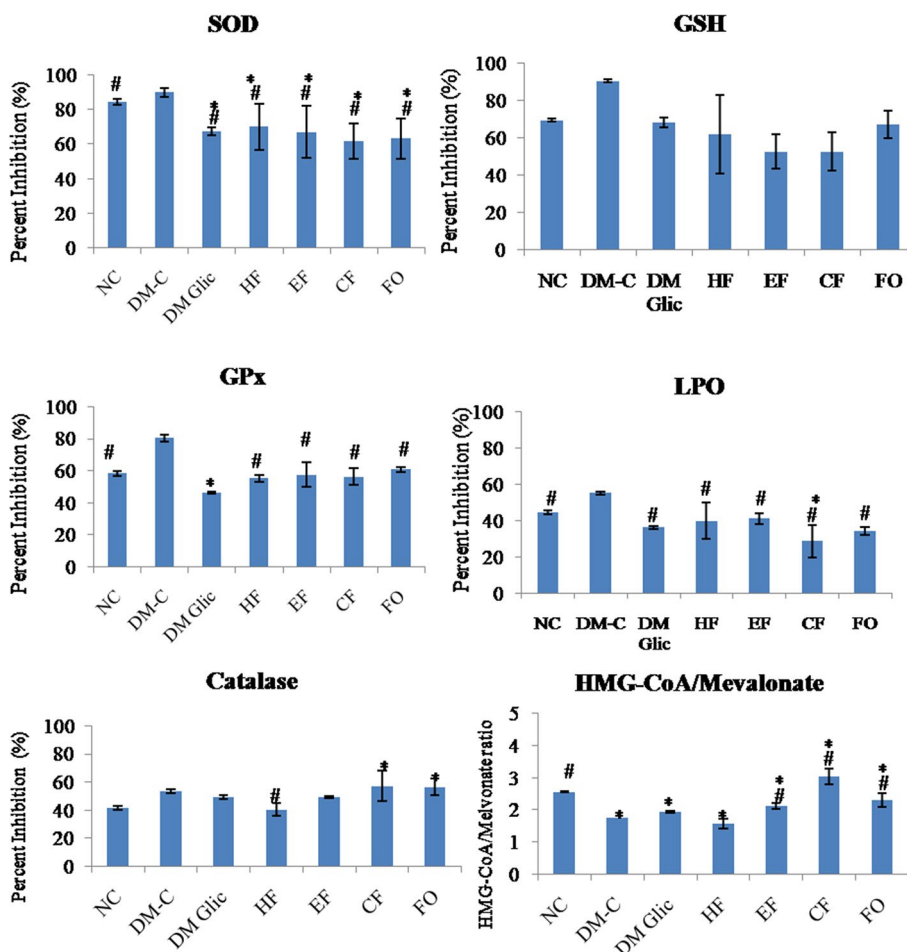 SOD
Percent Inhibition (%)
100
80
60
40
20
0
#
*
#
*
#
*
#
*
#
*
#
NC
DM-C
DM Glic
HF
EF
CF
FO
GSH
Percent Inhibition (%)
100
80
60
40
20
0
NC
DM-C
DM
Glic
HF
EF
CF
FO
GPx
Percent Inhibition (%)
100
80
60
40
20
0
#
*
#
#
#
#
NC
DM-C
DM Glic
HF
EF
CF
FO
LPO
Percent Inhibition (%)
100
80
60
40
20
0
#
#
#
#
*
#
#
NC
DM-C
DM
Glic
HF
EF
CF
FO
Catalase
Percent Inhibition (%)
100
80
60
40
20
0
#
*
*
NC
DM-C
DM Glic
HF
EF
CF
FO
HMG-CoA/Mevalonate
HMG-CoA/Melvonate ratio
5
4
3
2
1
0
#
*
*
*
*
#
*
#
*
#
NC
DM-C
DM Glic
HF
EF
CF
FO